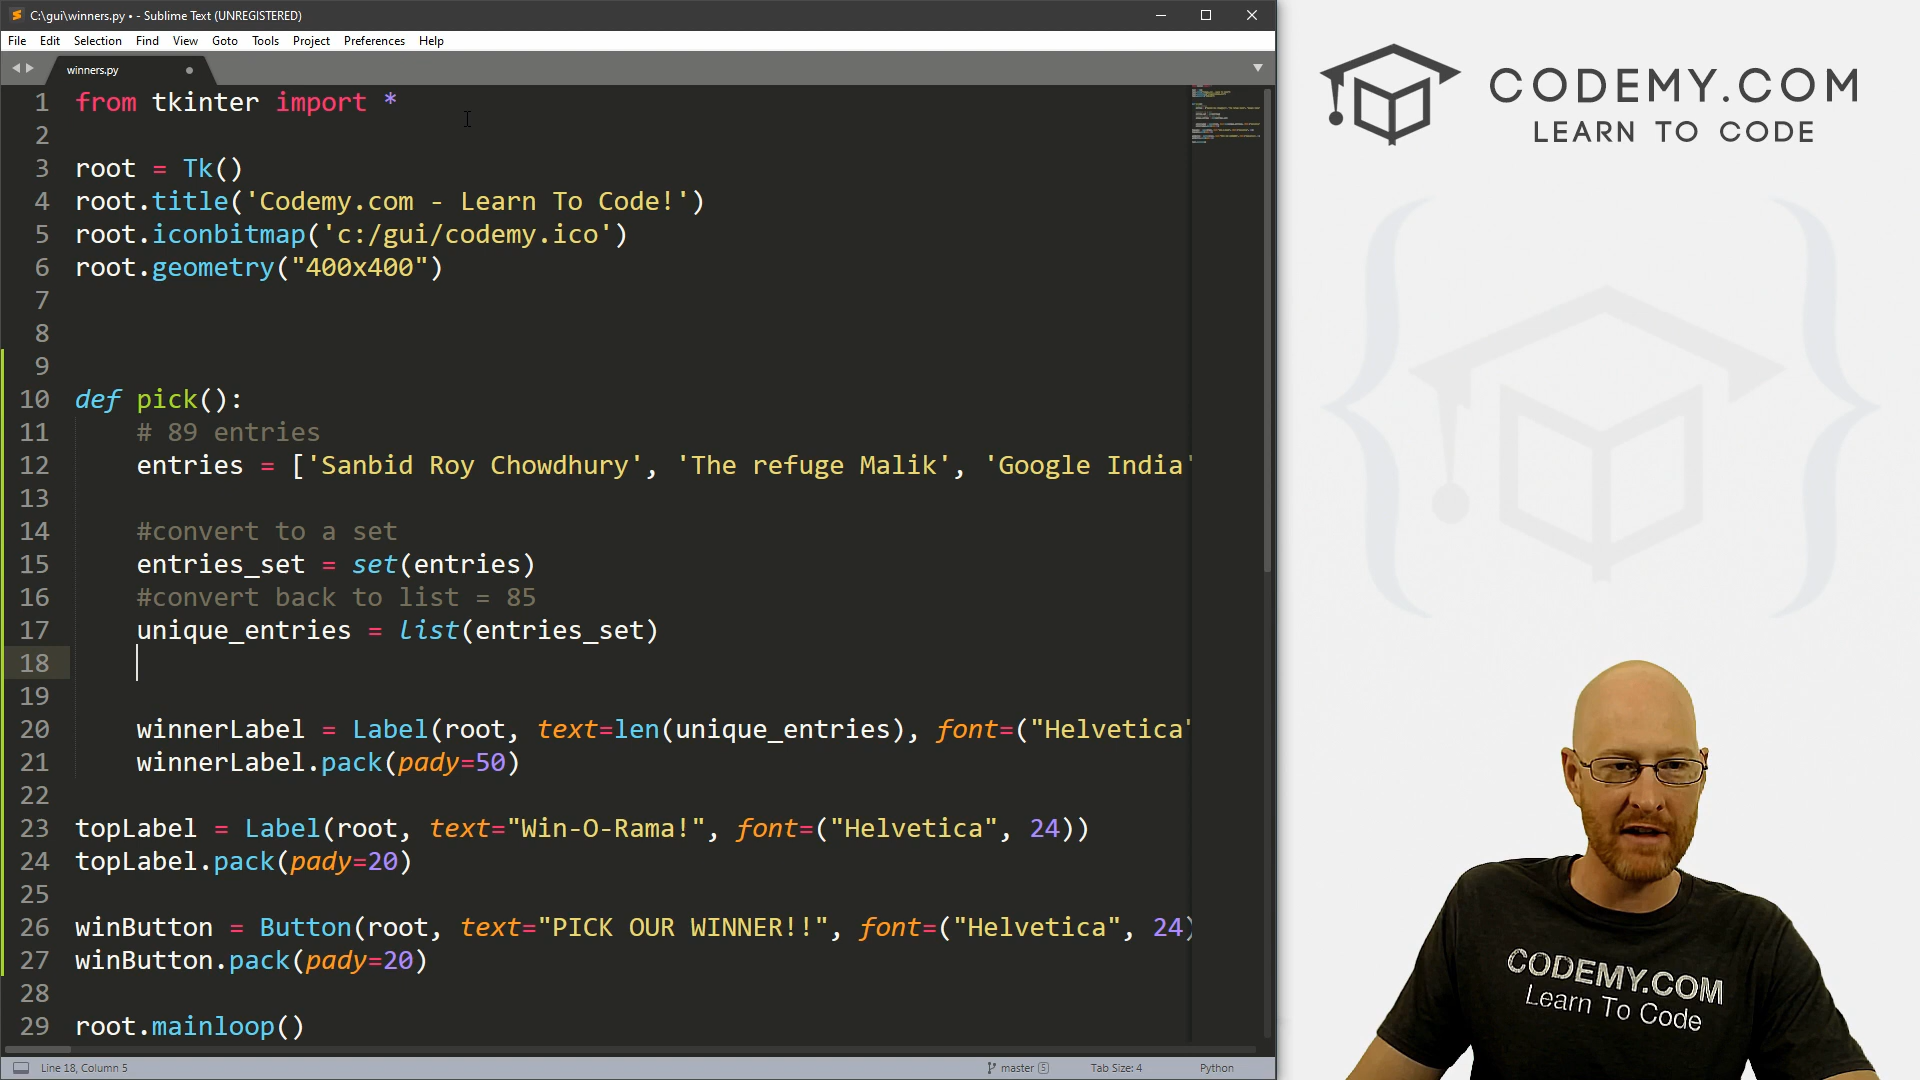 C:\gui\winners.py • - Sublime Text (UNREGISTERED)
File Edit Selection Find View Goto Tools Project Preferences Help
winners.py
1 from tkinter import *
2
3 root = Tk()
4 root.title('Codemy.com - Learn To Code!')
5 root.iconbitmap('c:/gui/codemy.ico')
6 root.geometry("400x400")
7
8
9
10 def pick():
11 # 89 entries
12 entries = ['Sanbid Roy Chowdhury', 'The refuge Malik', 'Google India'
13
14 #convert to a set
15 entries_set = set(entries)
16 #convert back to list = 85
17 unique_entries = list(entries_set)
18
19
20 winnerLabel = Label(root, text=len(unique_entries), font=("Helvetica"
21 winnerLabel.pack(pady=50)
22
23 topLabel = Label(root, text="Win-O-Rama!", font=("Helvetica", 24))
24 topLabel.pack(pady=20)
25
26 winButton = Button(root, text="PICK OUR WINNER!!", font=("Helvetica", 24)
27 winButton.pack(pady=20)
28
29 root.mainloop()
Line 18, Column 5
master 5
Tab Size: 4
Python
CODEMY.COM
LEARN TO CODE
CODEMY.COM
Learn To Code